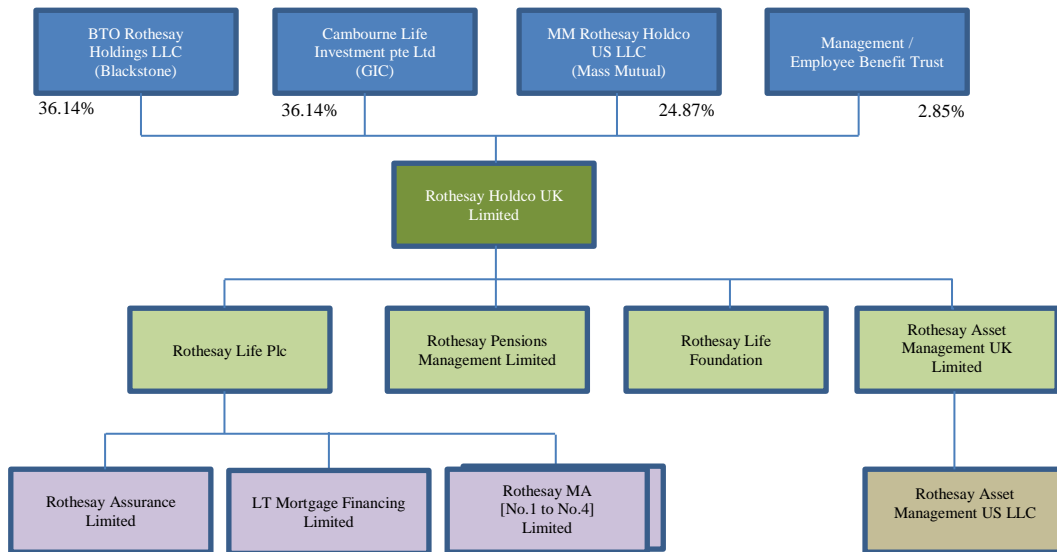 BTO Rothesay
Holdings LLC
(Blackstone)
Cambourne Life
Investment pte Ltd
(GIC)
MM Rothesay Holdco
US LLC
(Mass Mutual)
Management /
Employee Benefit Trust
36.14%
36.14%
24.87%
2.85%
Rothesay Holdco UK
Limited
Rothesay Life Plc
Rothesay Pensions
Management Limited
Rothesay Life
Foundation
Rothesay Asset
Management UK
Limited
Rothesay Assurance
Limited
LT Mortgage Financing
Limited
Rothesay MA
[No.1 to No.4]
Limited
Rothesay Asset
Management US LLC